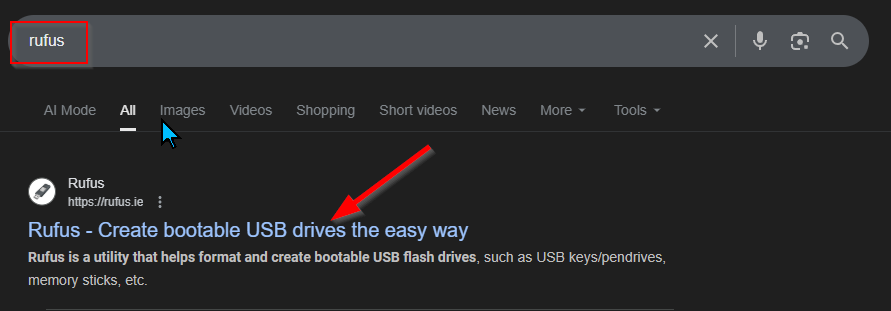 rufus
AI Mode All Images Videos Shopping Short videos News More Tools
Rufus
https://rufus.ie
Rufus - Create bootable USB drives the easy way
Rufus is a utility that helps format and create bootable USB flash drives, such as USB keys/pendrives,
memory sticks, etc.